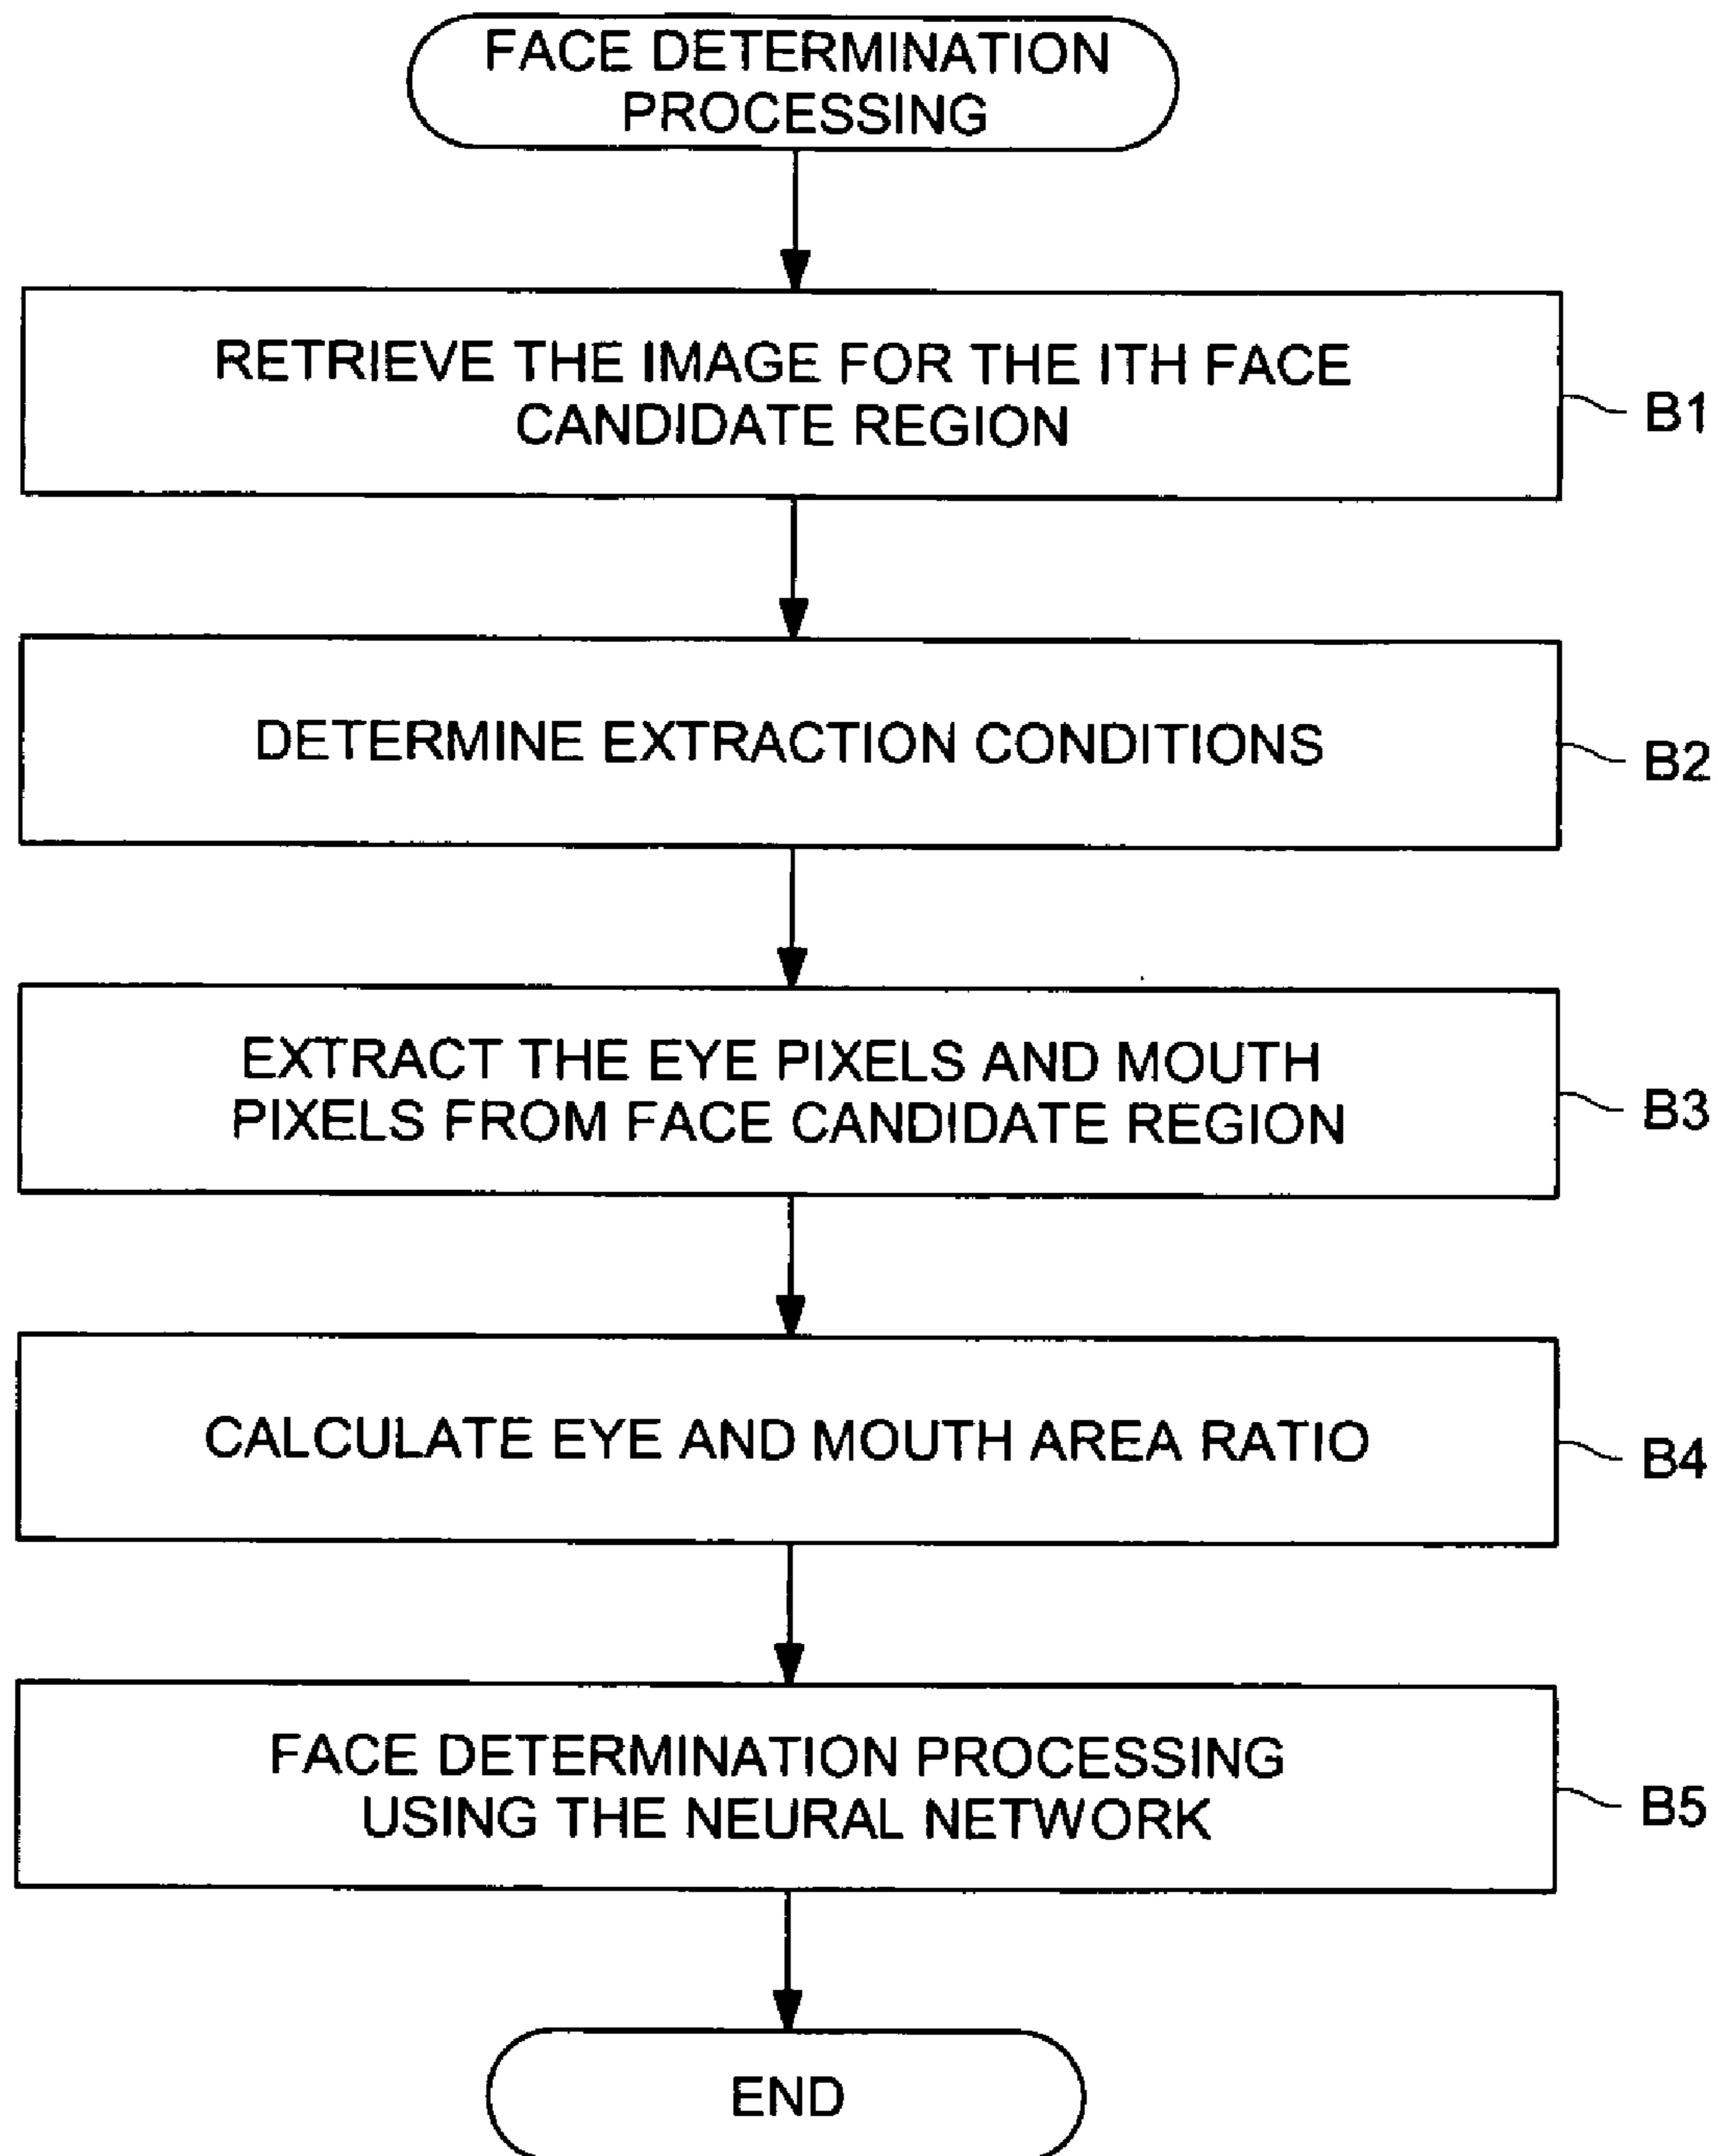 FACE DETERMINATION
PROCESSING
RETRIEVE THE IMAGE FOR THE ITH FACE
CANDIDATE REGION
B1
DETERMINE EXTRACTION CONDITIONS
B2
EXTRACT THE EYE PIXELS AND MOUTH
PIXELS FROM FACE CANDIDATE REGION
B3
CALCULATE EYE AND MOUTH AREA RATIO
B4
FACE DETERMINATION PROCESSING
USING THE NEURAL NETWORK
B5
END